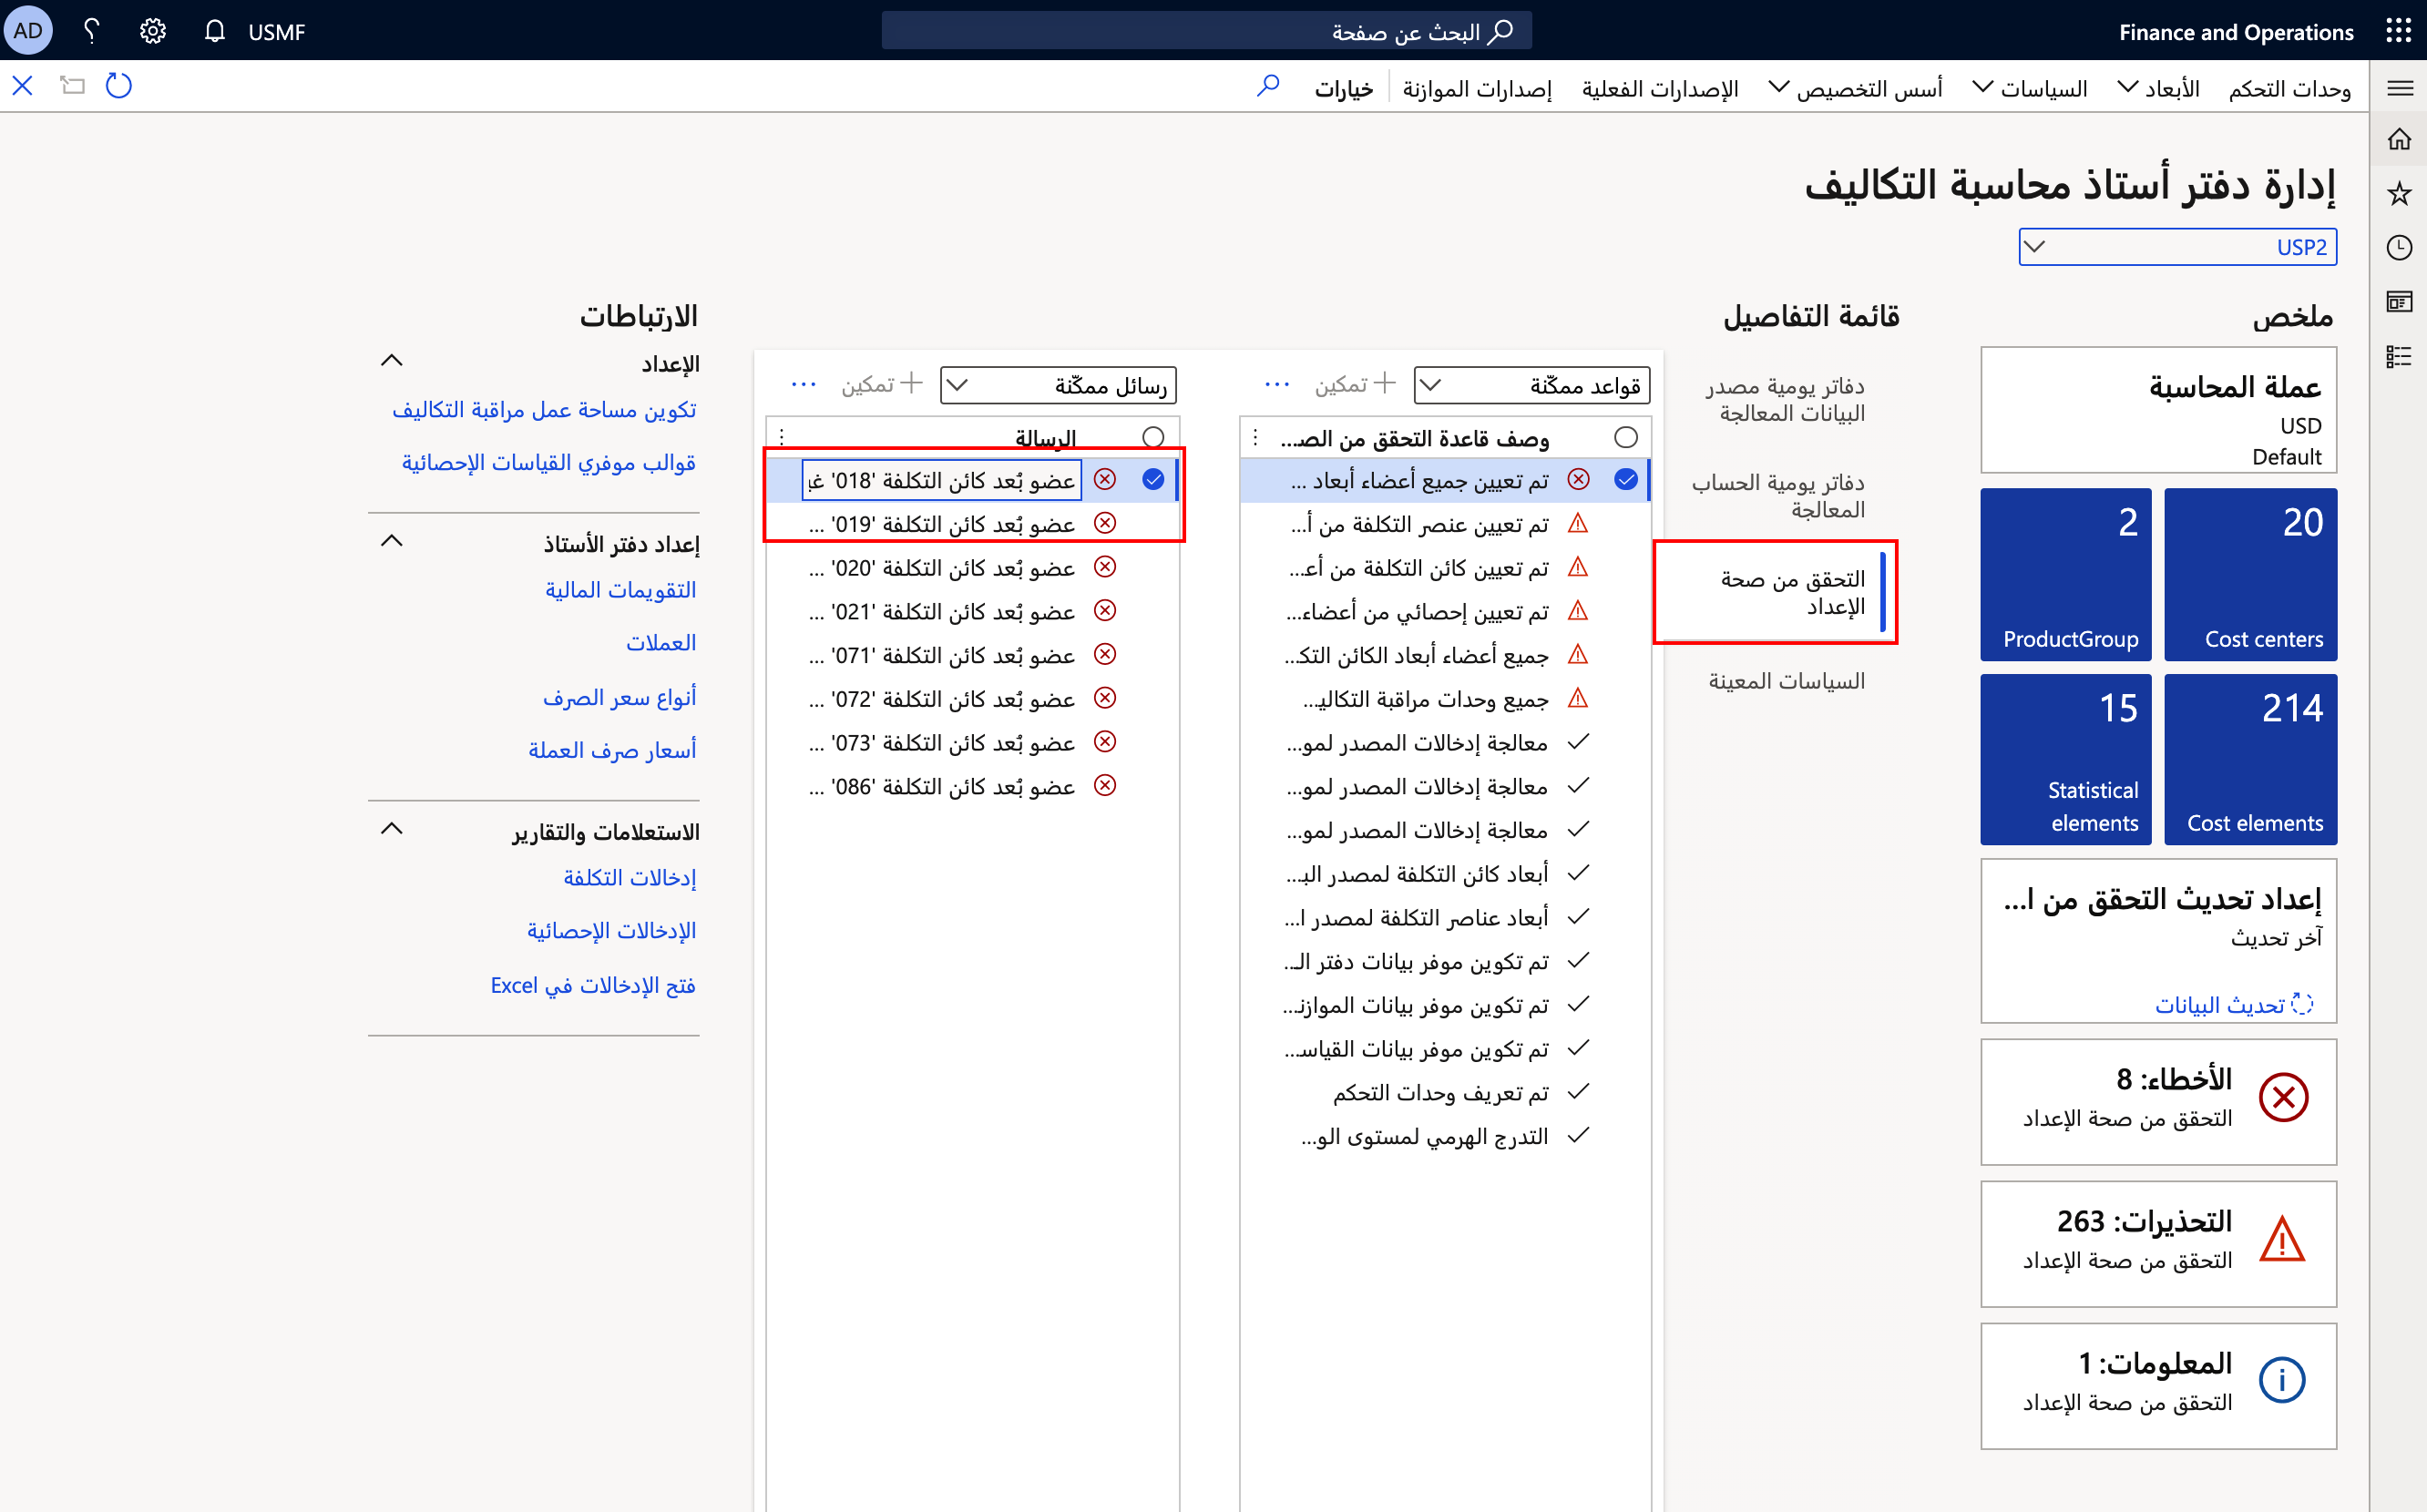 Finance and Operations
البحث عن صفحة
USMF
AD
وحدات التحكم
الأبعاد
السياسات
أسس التخصيص
الإصدارات الفعلية
إصدارات الموازنة
خيارات
إدارة دفتر أستاذ محاسبة التكاليف
USP2
ملخص
عملة المحاسبة
USD
Default
20
Cost centers
2
ProductGroup
214
Cost elements
15
Statistical
elements
إعداد تحديث التحقق من ا...
آخر تحديث
تحديث البيانات
الأخطاء: 8
التحقق من صحة الإعداد
التحذيرات: 263
التحقق من صحة الإعداد
المعلومات: 1
التحقق من صحة الإعداد
قائمة التفاصيل
دفاتر يومية مصدر
البيانات المعالجة
دفاتر يومية الحساب
المعالجة
التحقق من صحة
الإعداد
السياسات المعينة
قواعد ممكّنة
تمكين
وصف قاعدة التحقق من الصـ...
تم تعيين جميع أعضاء أبعاد ...
تم تعيين عنصر التكلفة من أ...
تم تعيين كائن التكلفة من أعـ...
تم تعيين إحصائي من أعضاء...
جميع أعضاء أبعاد الكائن التكـ...
جميع وحدات مراقبة التكاليـ...
معالجة إدخالات المصدر لمو...
معالجة إدخالات المصدر لمو...
معالجة إدخالات المصدر لمو...
أبعاد كائن التكلفة لمصدر البـ...
أبعاد عناصر التكلفة لمصدر ا...
تم تكوين موفر بيانات دفتر الـ...
تم تكوين موفر بيانات الموازنـ...
تم تكوين موفر بيانات القياسـ...
تم تعريف وحدات التحكم
التدرج الهرمي لمستوى الو...
رسائل ممكّنة
تمكين
الرسالة
عضو بُعد كائن التكلفة '018' غي
عضو بُعد كائن التكلفة '019' ...
عضو بُعد كائن التكلفة '020' ...
عضو بُعد كائن التكلفة '021' ...
عضو بُعد كائن التكلفة '071' ...
عضو بُعد كائن التكلفة '072' ...
عضو بُعد كائن التكلفة '073' ...
عضو بُعد كائن التكلفة '086' ...
الارتباطات
الإعداد
تكوين مساحة عمل مراقبة التكاليف
قوالب موفري القياسات الإحصائية
إعداد دفتر الأستاذ
التقويمات المالية
العملات
أنواع سعر الصرف
أسعار صرف العملة
الاستعلامات والتقارير
إدخالات التكلفة
الإدخالات الإحصائية
فتح الإدخالات في Excel